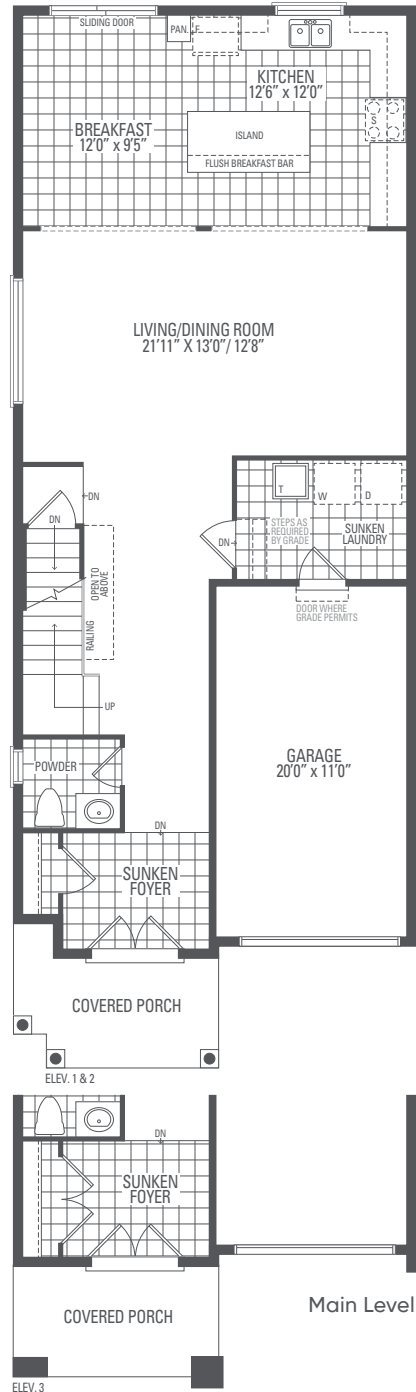 SLIDING DOOR
PAN.
F
KITCHEN
12'6" x 12'0"
S
BREAKFAST
12'0" x 9'5"
ISLAND
FLUSH BREAKFAST BAR
LIVING/DINING ROOM
21'11" X 13'0"/ 12'8"
DN
DN
T
W
D
STEPS AS
REQUIRED
BY GRADE
SUNKEN
LAUNDRY
DN
OPEN TO
ABOVE
RAILING
DOOR WHERE
GRADE PERMITS
UP
POWDER
GARAGE
20'0" x 11'0"
DN
SUNKEN
FOYER
COVERED PORCH
ELEV. 1 & 2
DN
SUNKEN
FOYER
COVERED PORCH
Main Level
ELEV. 3